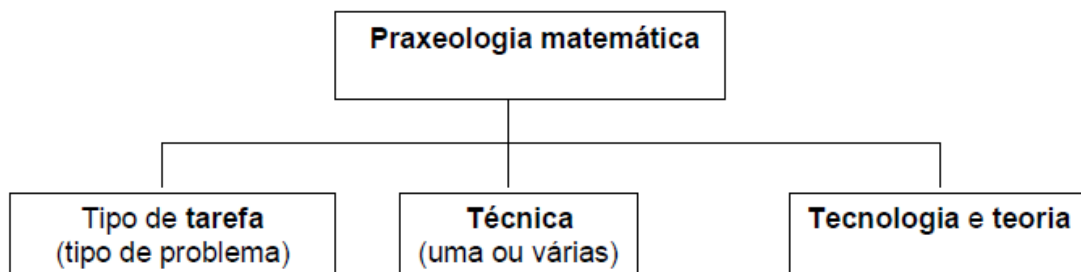 Praxeologia matemática
Tipo de tarefa
(tipo de problema)
Técnica
(uma ou várias)
Tecnologia e teoria